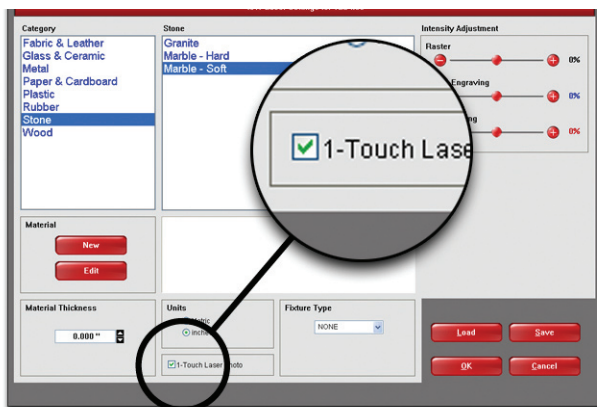 Category
Fabric & Leather
Glass & Ceramic
Metal
Paper & Cardboard
Plastic
Rubber
Stone
Wood
Stone
Granite
Marble - Hard
Marble - Soft
Intensity Adjustment
Raster
0%
Engraving
0%
0%
1-Touch Lase
Material
New
Edit
Material Thickness
0.000 "
Units
inche
1-Touch Laser Photo
Fixture Type
NONE
Load
Save
OK
Cancel